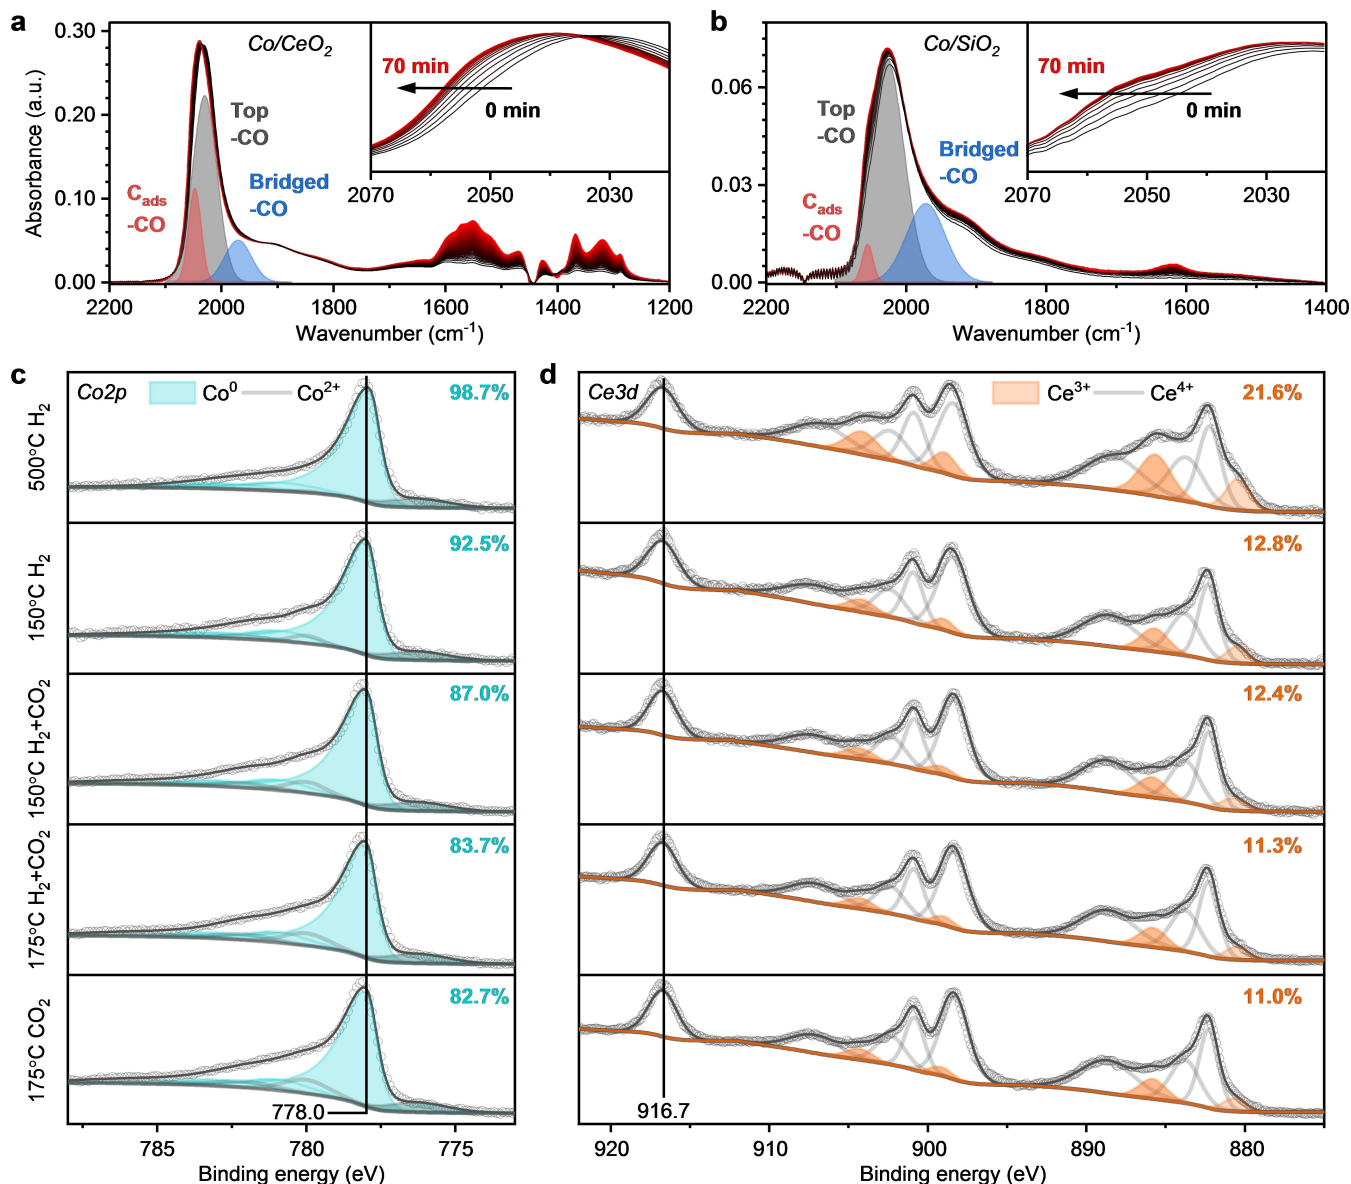 a
Co/CeO2
0.30
0.20
0.10
0.00
Absorbance (a.u.)
Top
-CO
Cads
-CO
Bridged
-CO
70 min
0 min
2070
2050
2030
2200
2000
1800
1600
1400
1200
Wavenumber (cm-1)
b
Co/SiO2
0.06
0.03
0.00
Top
-CO
Cads
-CO
Bridged
-CO
70 min
0 min
2070
2050
2030
2200
2000
1800
1600
1400
Wavenumber (cm-1)
c
Co2p
Co0
Co2+
98.7%
500°C H2
92.5%
150°C H2
87.0%
150°C H2+CO2
83.7%
175°C H2+CO2
82.7%
175°C CO2
778.0
785
780
775
Binding energy (eV)
d
Ce3d
Ce3+
Ce4+
21.6%
12.8%
12.4%
11.3%
11.0%
916.7
920
910
900
890
880
Binding energy (eV)